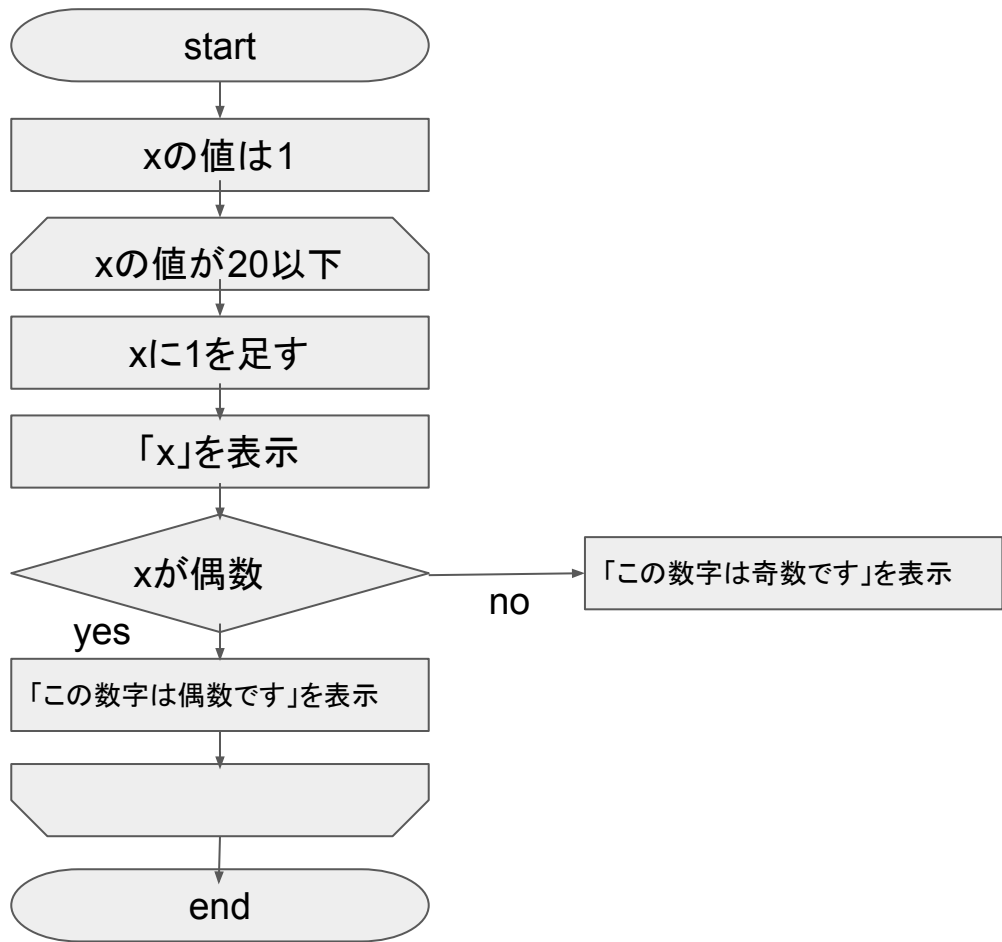 start
xの値は1
xの値が20以下
xに1を足す
「x」を表示
xが偶数
「この数字は奇数です」を表示
no
yes
「この数字は偶数です」を表示
end